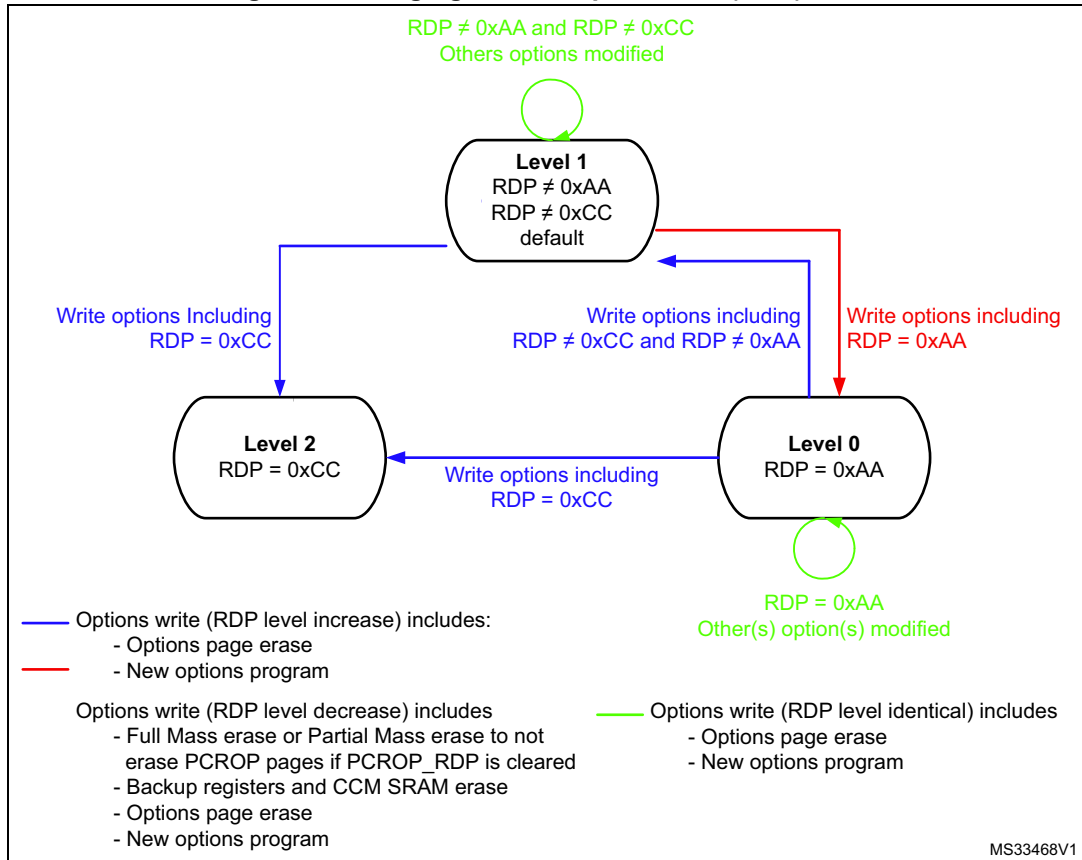 RDP ≠ 0xAA and RDP ≠ 0xCC
Others options modified
Level 1
RDP ≠ 0xAA
RDP ≠ 0xCC
default
Write options Including
RDP = 0xCC
Write options including
RDP ≠ 0xCC and RDP ≠ 0xAA
Write options including
RDP = 0xAA
Level 2
RDP = 0xCC
Level 0
RDP = 0xAA
Write options including
RDP = 0xCC
RDP = 0xAA
Other(s) option(s) modified
Options write (RDP level increase) includes:
- Options page erase
- New options program
Options write (RDP level decrease) includes
- Full Mass erase or Partial Mass erase to not
erase PCROP pages if PCROP_RDP is cleared
- Backup registers and CCM SRAM erase
- Options page erase
- New options program
Options write (RDP level identical) includes
- Options page erase
- New options program
MS33468V1